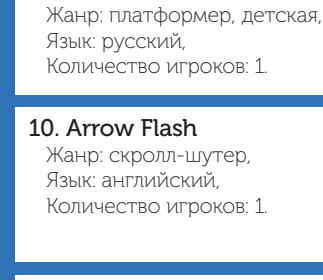 Жанр: платформер, детская,
Язык: русский,
Количество игроков: 1.
10. Arrow Flash
Жанр: скролл-шутер,
Язык: английский,
Количество игроков: 1.